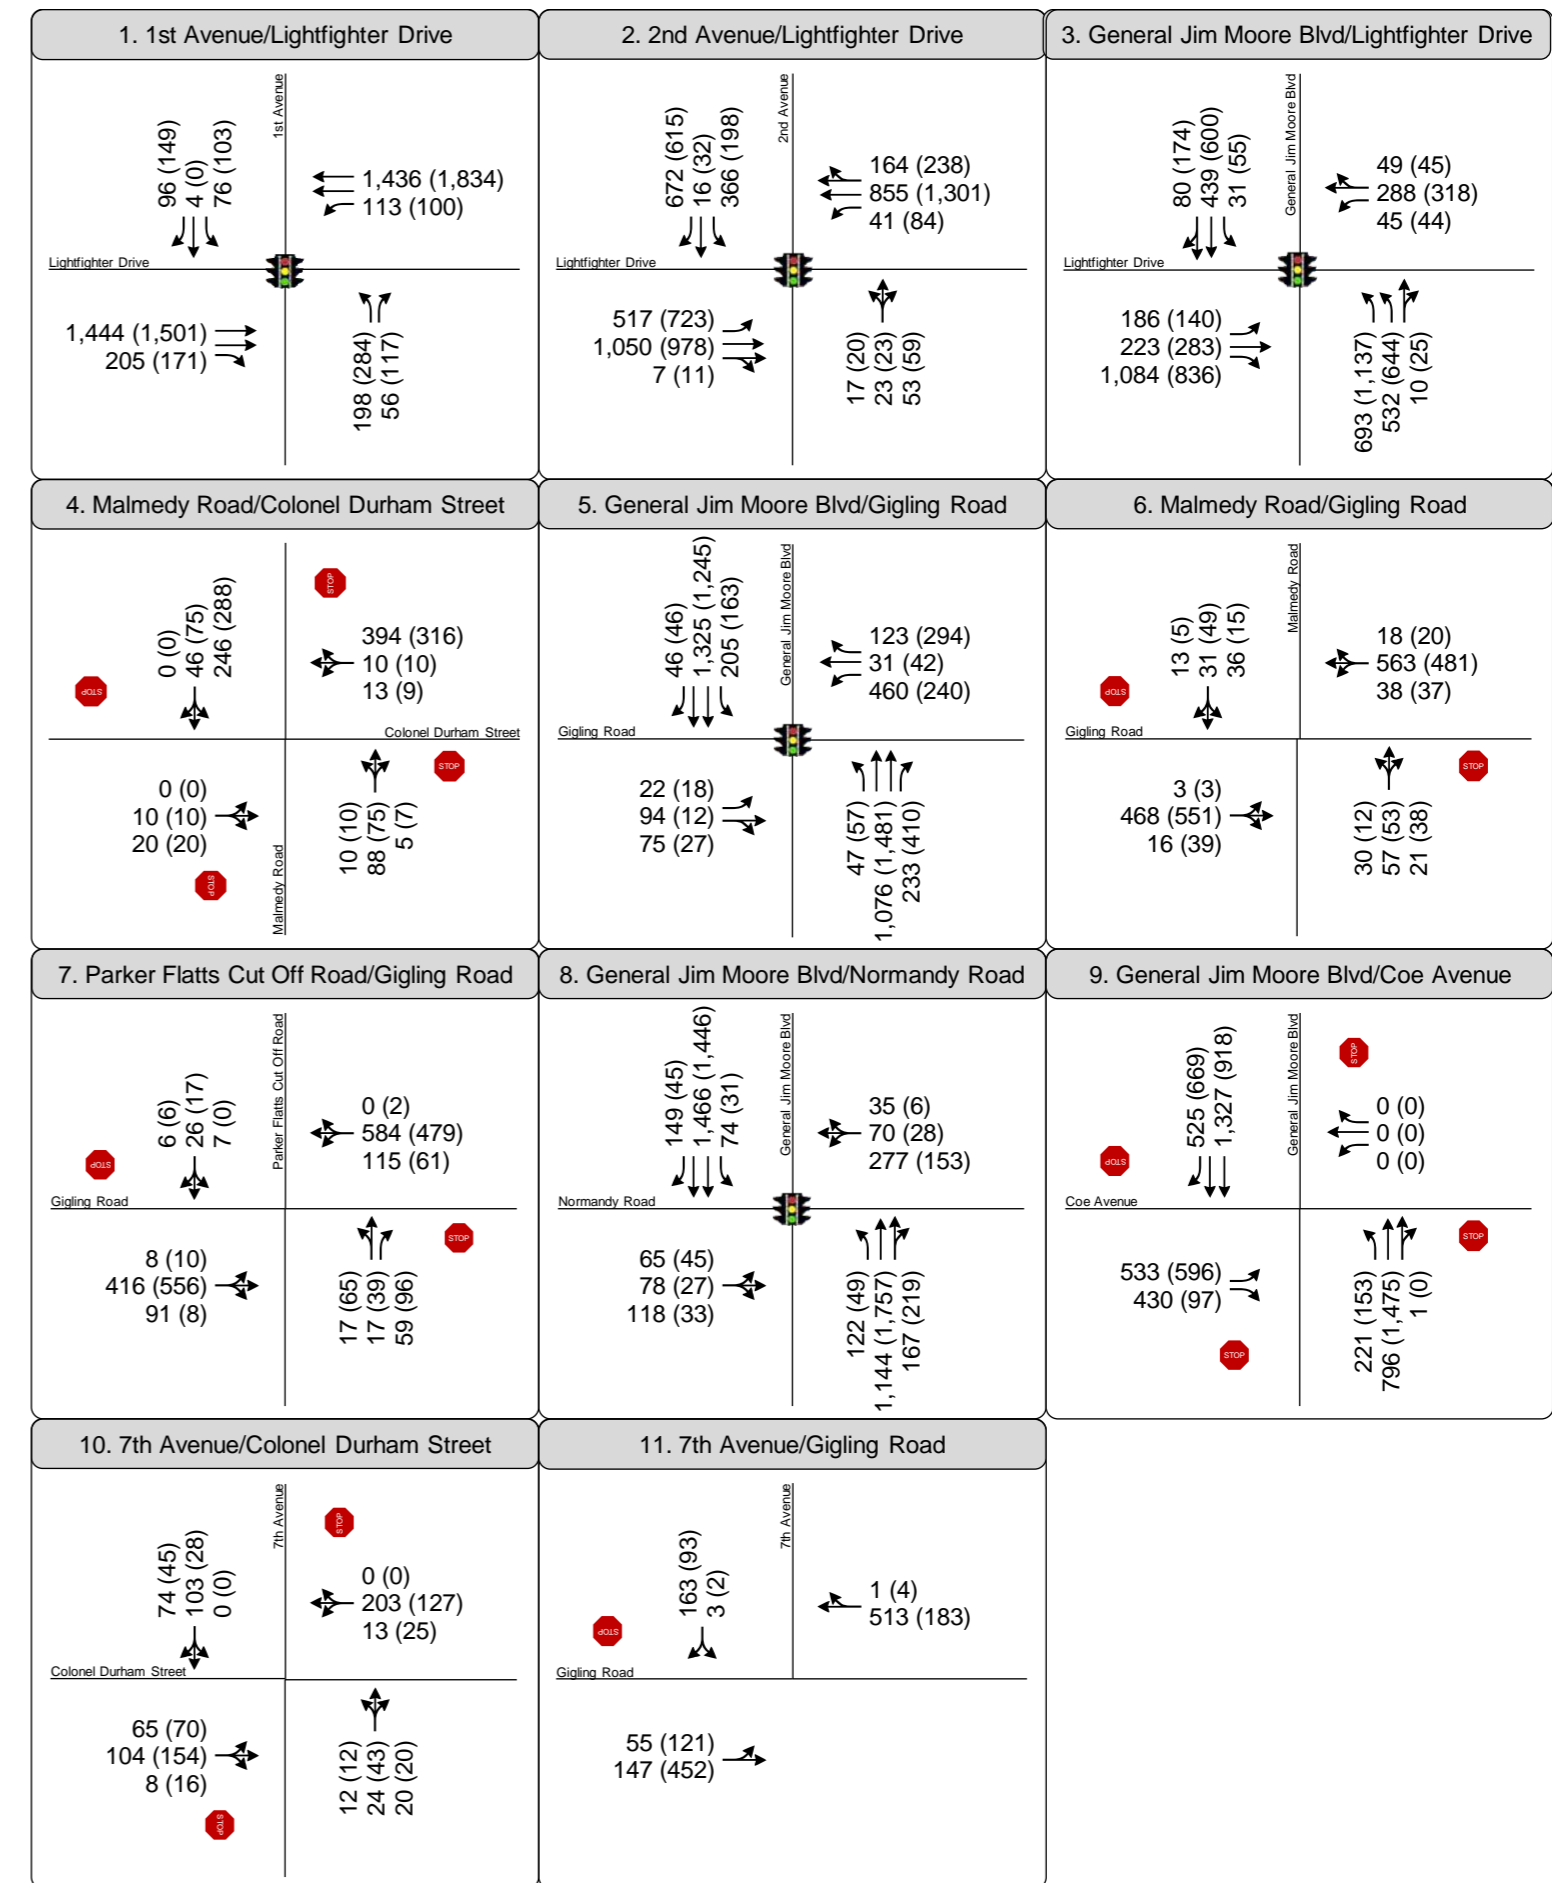 1. 1st Avenue/Lightfighter Drive
1st Avenue
96 (149)
4 (0)
76 (103)
1,436 (1,834)
113 (100)
Lightfighter Drive
1,444 (1,501)
205 (171)
198 (284)
56 (117)
2. 2nd Avenue/Lightfighter Drive
2nd Avenue
672 (615)
16 (32)
366 (198)
164 (238)
855 (1,301)
41 (84)
Lightfighter Drive
517 (723)
1,050 (978)
7 (11)
17 (20)
23 (23)
53 (59)
3. General Jim Moore Blvd/Lightfighter Drive
General Jim Moore Blvd
80 (174)
439 (600)
31 (55)
49 (45)
288 (318)
45 (44)
Lightfighter Drive
186 (140)
223 (283)
1,084 (836)
693 (1,137)
532 (644)
10 (25)
4. Malmedy Road/Colonel Durham Street
STOP
0 (0)
46 (75)
246 (288)
394 (316)
10 (10)
13 (9)
STOP
Colonel Durham Street
STOP
0 (0)
10 (10)
20 (20)
10 (10)
88 (75)
5 (7)
STOP
Malmedy Road
5. General Jim Moore Blvd/Gigling Road
General Jim Moore Blvd
46 (46)
1,325 (1,245)
205 (163)
123 (294)
31 (42)
460 (240)
Gigling Road
22 (18)
94 (12)
75 (27)
47 (57)
1,076 (1,481)
233 (410)
6. Malmedy Road/Gigling Road
Malmedy Road
13 (5)
31 (49)
36 (15)
18 (20)
563 (481)
38 (37)
STOP
Gigling Road
STOP
3 (3)
468 (551)
16 (39)
30 (12)
57 (53)
21 (38)
7. Parker Flatts Cut Off Road/Gigling Road
Parker Flatts Cut Off Road
6 (6)
26 (17)
7 (0)
0 (2)
584 (479)
115 (61)
STOP
Gigling Road
STOP
8 (10)
416 (556)
91 (8)
17 (65)
17 (39)
59 (96)
8. General Jim Moore Blvd/Normandy Road
General Jim Moore Blvd
149 (45)
1,466 (1,446)
74 (31)
35 (6)
70 (28)
277 (153)
Normandy Road
65 (45)
78 (27)
118 (33)
122 (49)
1,144 (1,757)
167 (219)
9. General Jim Moore Blvd/Coe Avenue
General Jim Moore Blvd
STOP
525 (669)
1,327 (918)
0 (0)
0 (0)
0 (0)
STOP
Coe Avenue
STOP
533 (596)
430 (97)
221 (153)
796 (1,475)
1 (0)
STOP
10. 7th Avenue/Colonel Durham Street
7th Avenue
STOP
74 (45)
103 (28)
0 (0)
0 (0)
203 (127)
13 (25)
Colonel Durham Street
65 (70)
104 (154)
8 (16)
12 (12)
24 (43)
20 (20)
STOP
11. 7th Avenue/Gigling Road
7th Avenue
163 (93)
3 (2)
1 (4)
513 (183)
STOP
Gigling Road
55 (121)
147 (452)